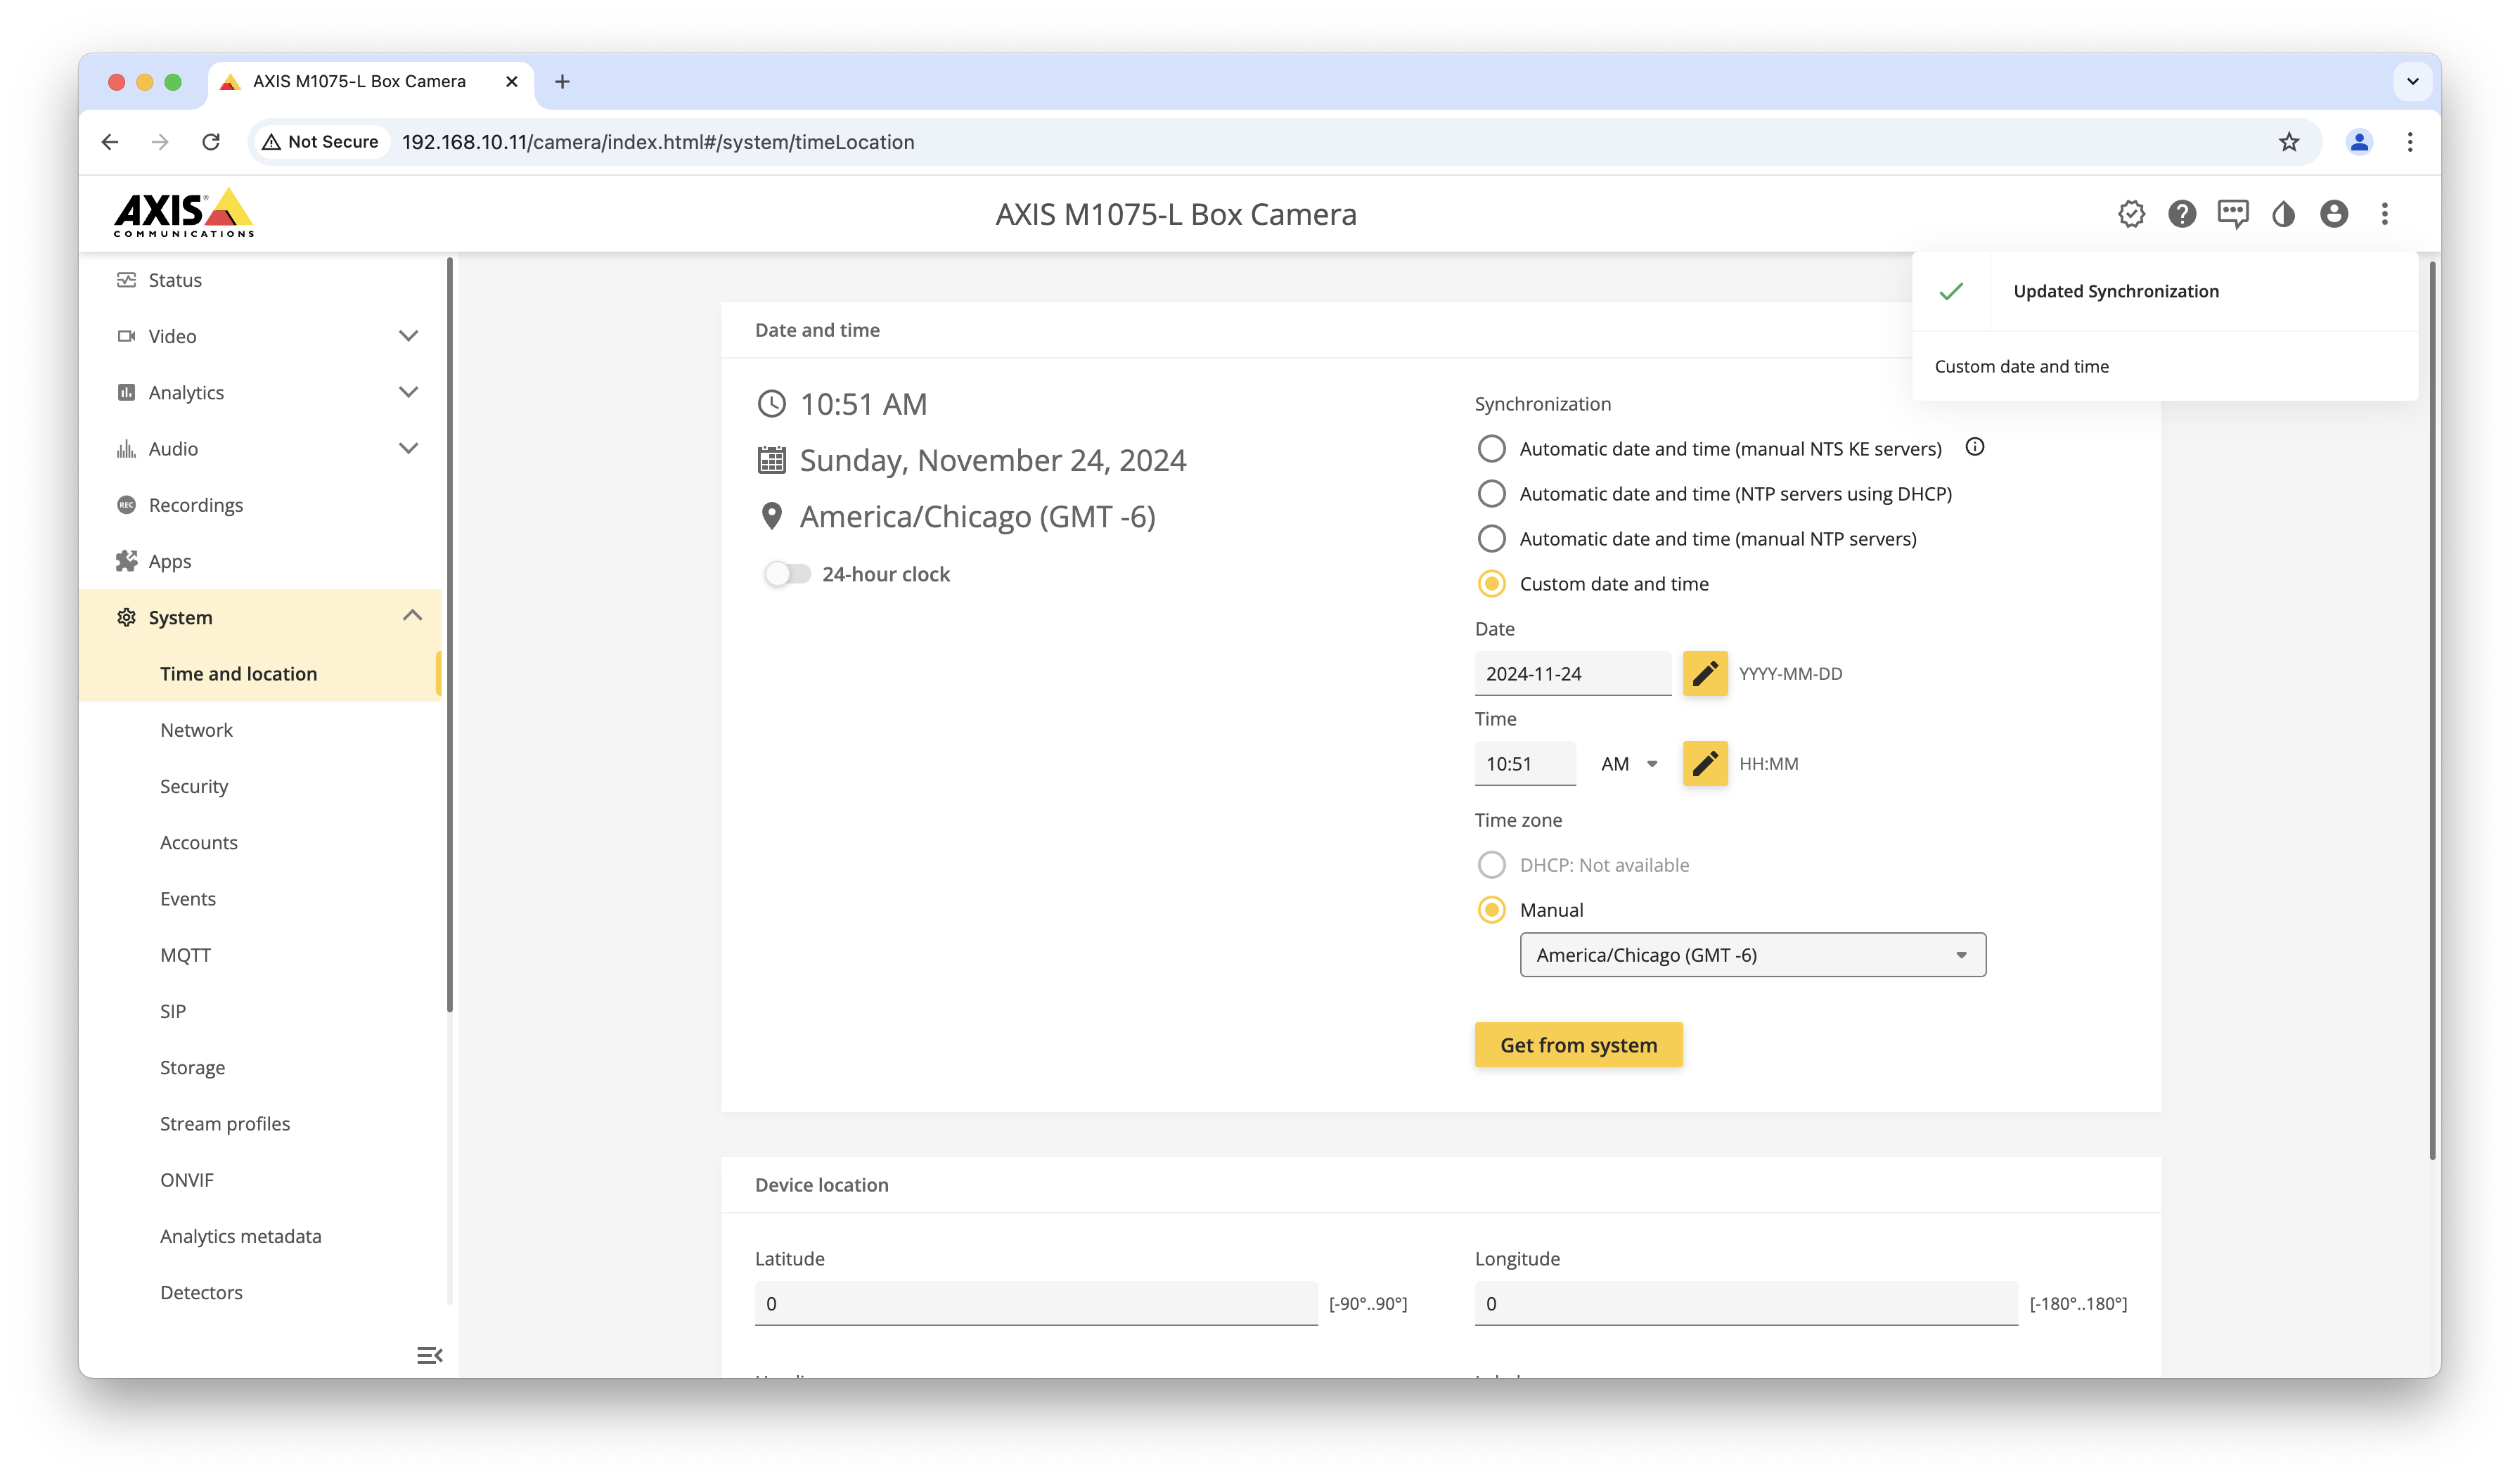 AXIS M1075-L Box Camera
Not Secure 192.168.10.11/camera/index.html#/system/timeLocation
AXIS
COMMUNICATIONS
AXIS M1075-L Box Camera
Updated Synchronization
Custom date and time
Status
Video
Analytics
Audio
REC Recordings
Apps
System
Time and location
Network
Security
Accounts
Events
MQTT
SIP
Storage
Stream profiles
ONVIF
Analytics metadata
Detectors
Date and time
10:51 AM
Sunday, November 24, 2024
America/Chicago (GMT -6)
24-hour clock
Synchronization
Automatic date and time (manual NTS KE servers)
Automatic date and time (NTP servers using DHCP)
Automatic date and time (manual NTP servers)
Custom date and time
Date
2024-11-24 YYYY-MM-DD
Time
10:51 AM HH:MM
Time zone
DHCP: Not available
Manual
America/Chicago (GMT -6)
Get from system
Device location
Latitude
0 [-90°..90°]
Longitude
0 [-180°..180°]